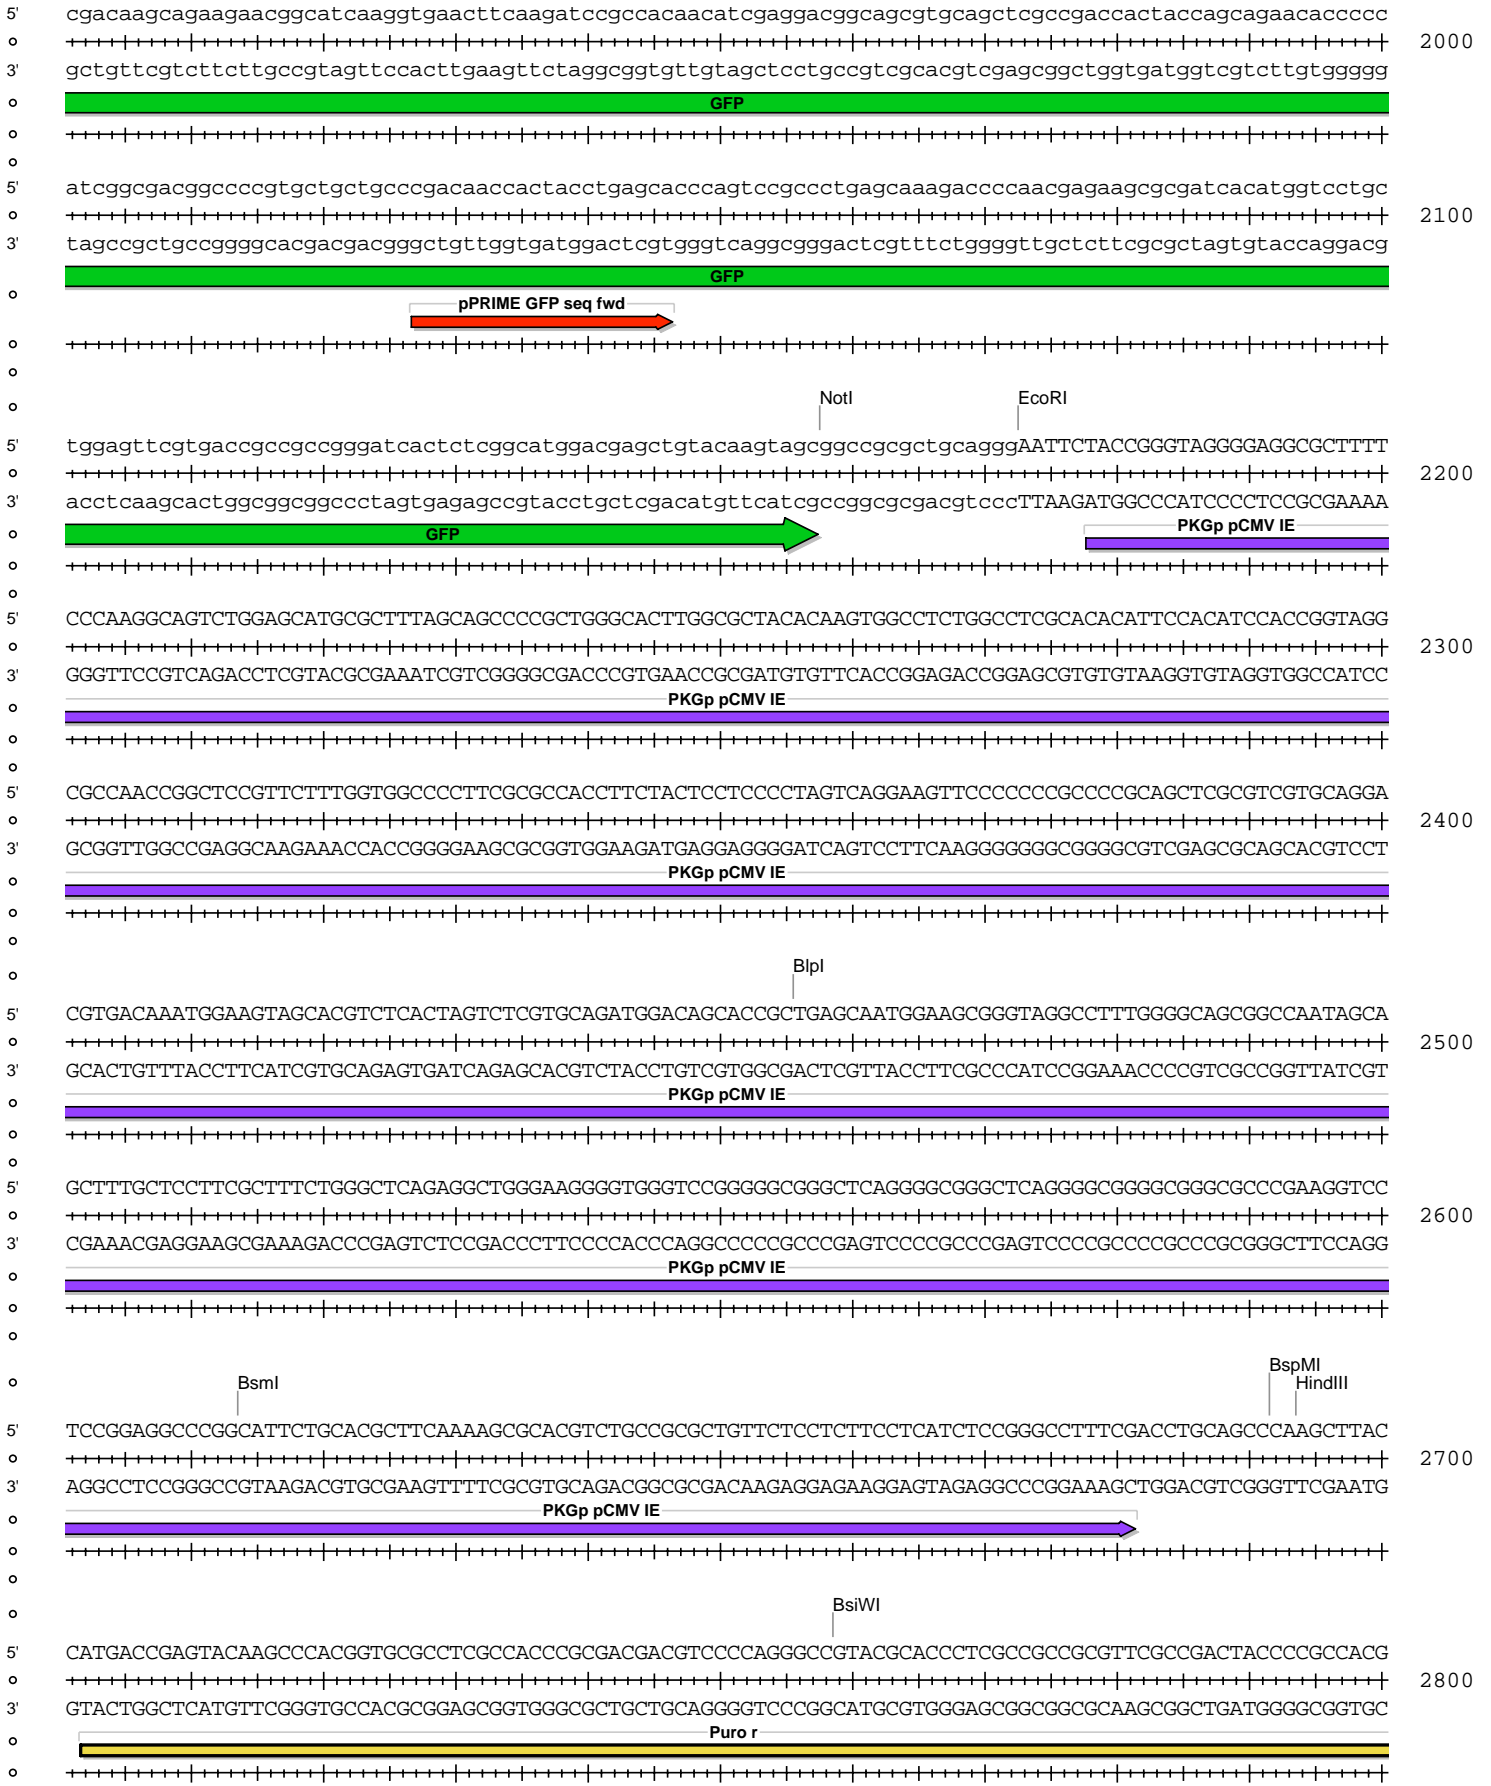 5' cgacaagcagaagaacggcatcaaggtgaacttcaagatccgccacaacatcgaggacggcagcgtgcagctcgccgaccactaccagcagaacaccccc
2000
3' gctgttcgtcttcttgccgtagttccacttgaagttctaggcggtgttgtagctcctgccgtcgcacgtcgagcggctggtgatggtcgtcttgtggggg
GFP
5' atcggcgacggccccgtgctgctgcccgacaaccactacctgagcacccagtccgccctgagcaaagaccccaacgagaagcgcgatcacatggtcctgc
2100
3' tagccgctgccggggcacgacgacgggctgttggtgatggactcgtgggtcaggcgggactcgtttctggggttgctcttcgcgctagtgtaccaggacg
GFP
pPRIME GFP seq fwd
NotI EcoRI
5' tggagttcgtgaccgccgccgggatcactctcggcatggacgagctgtacaagtagcggccgcgctgcagggAATTCTACCGGGTAGGGGAGGCGCTTTT
2200
3' acctcaagcactggcggcggccctagtgagagccgtacctgctcgacatgttcatcgccggcgcgacgtcccTTAAGATGGCCCATCCCCTCCGCGAAAA
GFP PKGp pCMV IE
5' CCCAAGGCAGTCTGGAGCATGCGCTTTAGCAGCCCCGCTGGGCACTTGGCGCTACACAAGTGGCCTCTGGCCTCGCACACATTCCACATCCACCGGTAGG
2300
3' GGGTTCCGTCAGACCTCGTACGCGAAATCGTCGGGGCGACCCGTGAACCGCGATGTGTTCACCGGAGACCGGAGCGTGTGTAAGGTGTAGGTGGCCATCC
PKGp pCMV IE
5' CGCCAACCGGCTCCGTTCTTTGGTGGCCCCTTCGCGCCACCTTCTACTCCTCCCCTAGTCAGGAAGTTCCCCCCCGCCCCGCAGCTCGCGTCGTGCAGGA
2400
3' GCGGTTGGCCGAGGCAAGAAACCACCGGGGAAGCGCGGTGGAAGATGAGGAGGGGATCAGTCCTTCAAGGGGGGGCGGGGCGTCGAGCGCAGCACGTCCT
PKGp pCMV IE
BlpI
5' CGTGACAAATGGAAGTAGCACGTCTCACTAGTCTCGTGCAGATGGACAGCACCGCTGAGCAATGGAAGCGGGTAGGCCTTTGGGGCAGCGGCCAATAGCA
2500
3' GCACTGTTTACCTTCATCGTGCAGAGTGATCAGAGCACGTCTACCTGTCGTGGCGACTCGTTACCTTCGCCCATCCGGAAACCCCGTCGCCGGTTATCGT
PKGp pCMV IE
5' GCTTTGCTCCTTCGCTTTCTGGGCTCAGAGGCTGGGAAGGGGTGGGTCCGGGGGCGGGCTCAGGGGCGGGCTCAGGGGCGGGGCGGGCGCCCGAAGGTCC
2600
3' CGAAACGAGGAAGCGAAAGACCCGAGTCTCCGACCCTTCCCCACCCAGGCCCCCGCCCGAGTCCCCGCCCGAGTCCCCGCCCCGCCCGCGGGCTTCCAGG
PKGp pCMV IE
BsmI BspMI HindIII
5' TCCGGAGGCCCGGCATTCTGCACGCTTCAAAAGCGCACGTCTGCCGCGCTGTTCTCCTCTTCCTCATCTCCGGGCCTTTCGACCTGCAGCCCAAGCTTAC
2700
3' AGGCCTCCGGGCCGTAAGACGTGCGAAGTTTTCGCGTGCAGACGGCGCGACAAGAGGAGAAGGAGTAGAGGCCCGGAAAGCTGGACGTCGGGTTCGAATG
PKGp pCMV IE
BsiWI
5' CATGACCGAGTACAAGCCCACGGTGCGCCTCGCCACCCGCGACGACGTCCCCAGGGCCGTACGCACCCTCGCCGCCGCGTTCGCCGACTACCCCGCCACG
2800
3' GTACTGGCTCATGTTCGGGTGCCACGCGGAGCGGTGGGCGCTGCTGCAGGGGTCCCGGCATGCGTGGGAGCGGCGGCGCAAGCGGCTGATGGGGCGGTGC
Puro r